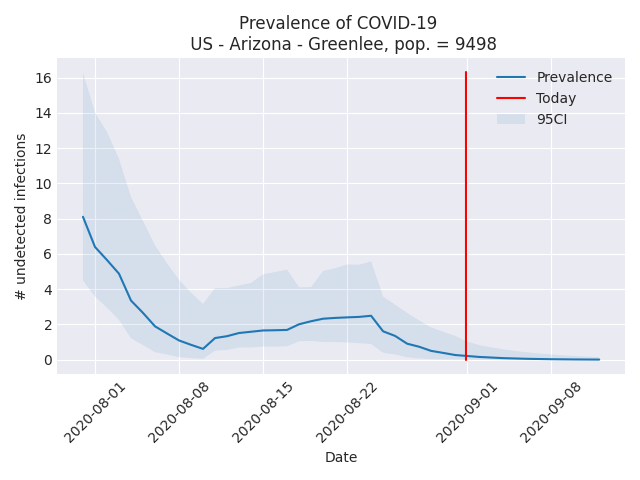 Prevalence of COVID-19
US - Arizona - Greenlee, pop. = 9498
Prevalence
Today
95CI
# undetected infections
16
14
12
10
8
6
4
2
0
2020-08-01
2020-08-08
2020-08-15
2020-08-22
2020-09-01
2020-09-08
Date